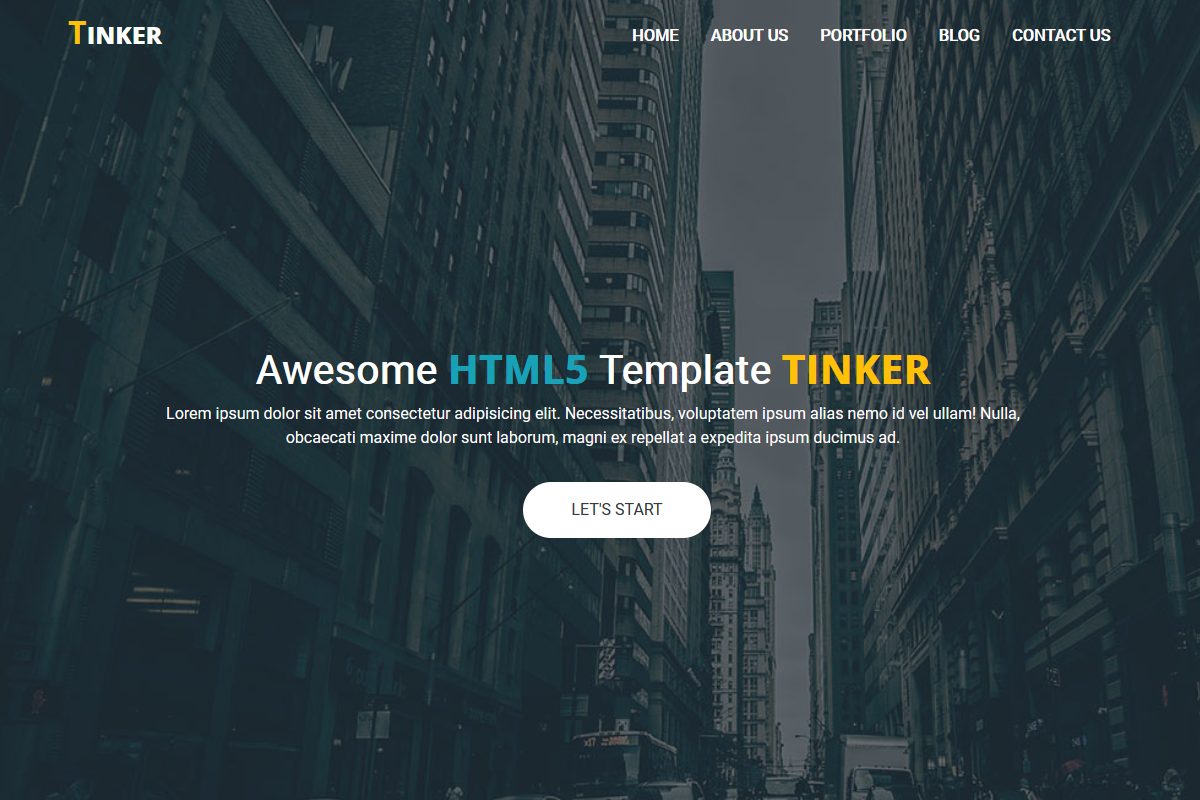 TINKER
HOME ABOUT US PORTFOLIO BLOG CONTACT US
Awesome HTML5 Template TINKER
Lorem ipsum dolor sit amet consectetur adipisicing elit. Necessitatibus, voluptatem ipsum alias nemo id vel ullam! Nulla,
obcaecati maxime dolor sunt laborum, magni ex repellat a expedita ipsum ducimus ad.
LET'S START